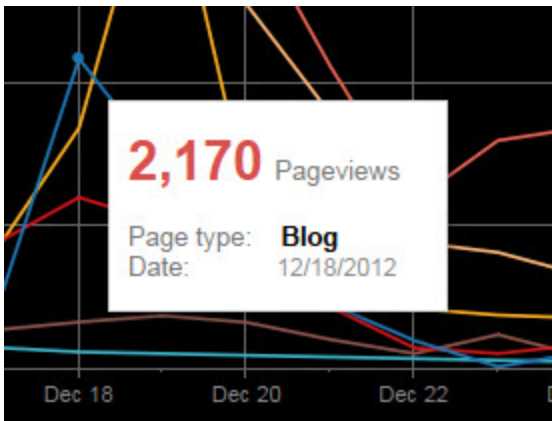 2,170 Pageviews
Page type: Blog
Date: 12/18/2012
Dec 18 Dec 20 Dec 22